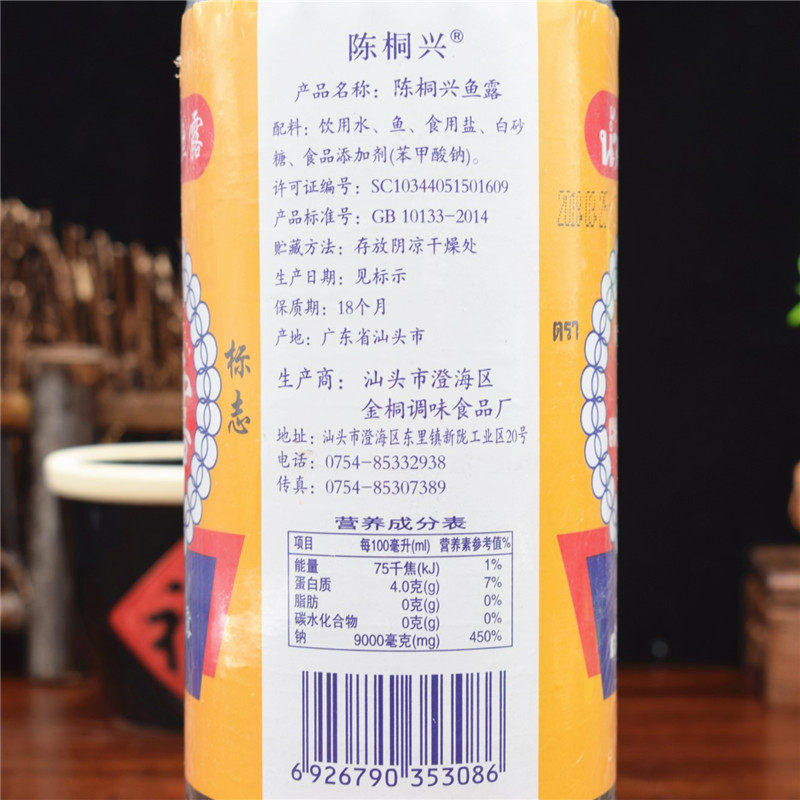 陈桐兴®
产品名称：陈桐兴鱼露
配料：饮用水、鱼、食用盐、白砂
糖、食品添加剂(苯甲酸钠)。
许可证编号：SC10344051501609
产品标准号：GB 10133-2014
贮藏方法：存放阴凉干燥处
生产日期：见标示
保质期：18个月
产地：广东省汕头市
生产商：汕头市澄海区
金桐调味食品厂
地址：汕头市澄海区东里镇新陇工业区20号
电话：0754-85332938
传真：0754-85307389
营养成分表
项目 每100毫升(ml) 营养素参考值%
能量 75千焦(kJ) 1%
蛋白质 4.0克(g) 7%
脂肪 0克(g) 0%
碳水化合物 0克(g) 0%
钠 9000毫克(mg) 450%
6 926790 353086
露
标志
ตรา